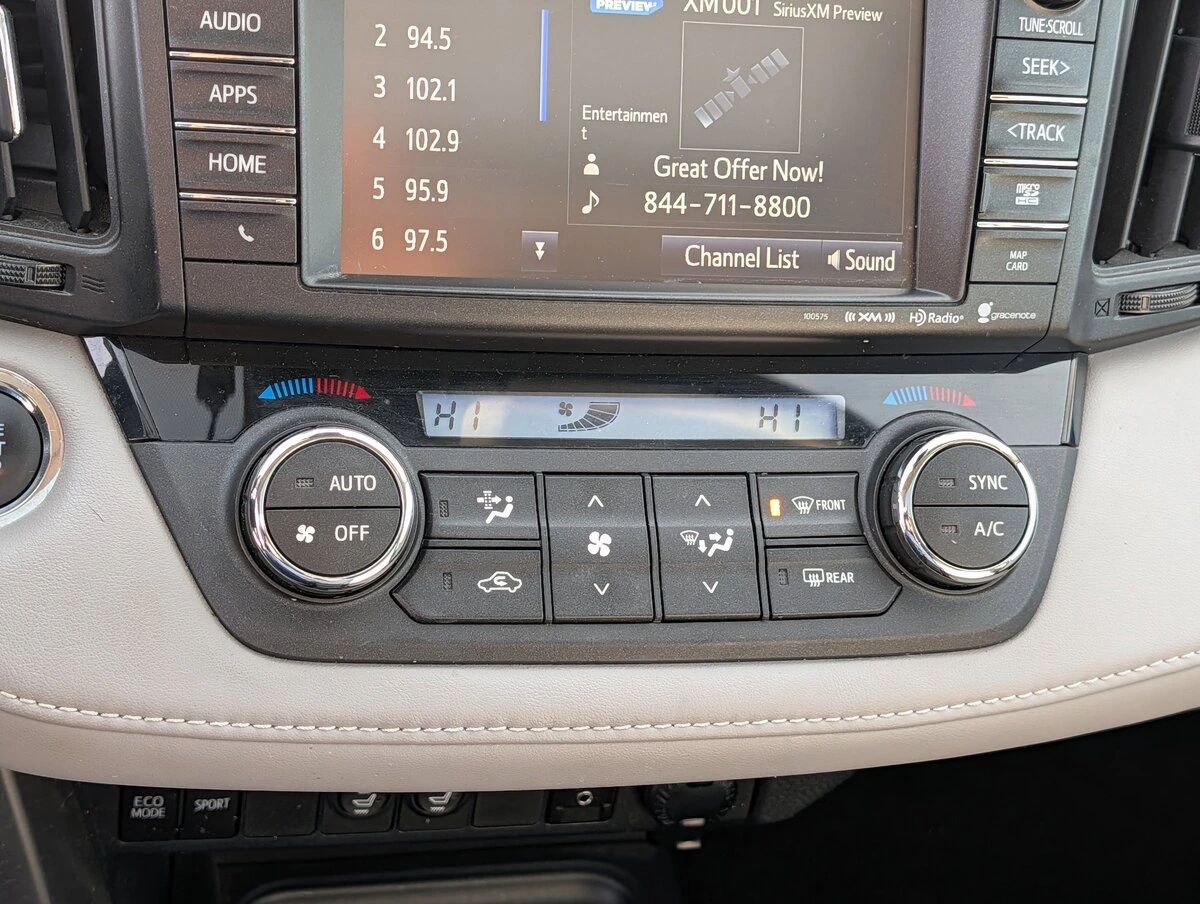 AUDIO
APPS
HOME
2 94.5
3 102.1
4 102.9
5 95.9
6 97.5
PREVIEW
XM001 SiriusXM Preview
Entertainmen
t
Great Offer Now!
844-711-8800
Channel List
Sound
TUNE·SCROLL
SEEK>
<TRACK
micro
SD
HC
MAP
CARD
100575
((XM))
HD Radio
gracenote
HI
HI
AUTO
OFF
FRONT
REAR
SYNC
A/C
ECO
MODE
SPORT